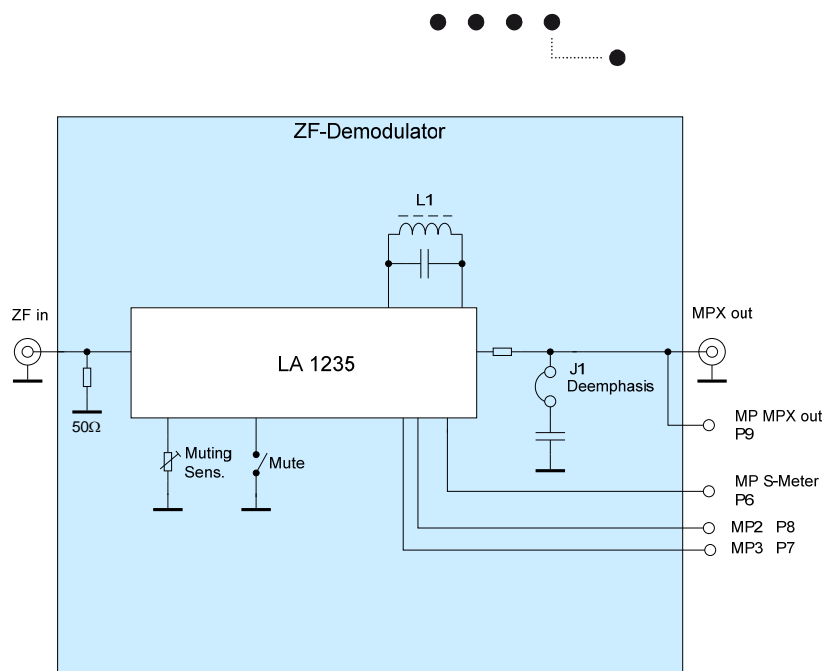 ZF-Demodulator
L1
ZF in
MPX out
LA 1235
J1
Deemphasis
50Ω
MP MPX out
P9
Muting
Sens.
Mute
MP S-Meter
P6
MP2 P8
MP3 P7